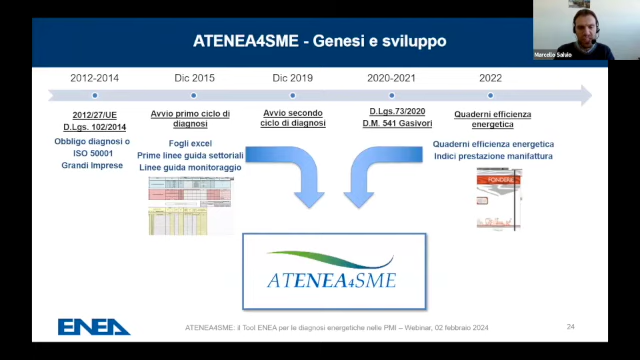 ATENEA4SME - Genesi e sviluppo
Marcello Salvio
2012-2014
Dic 2015
Dic 2019
2020-2021
2022
2012/27/UE
D.Lgs. 102/2014
Obbligo diagnosi o
ISO 50001
Grandi Imprese
Avvio primo ciclo di
diagnosi
Fogli excel
Prime linee guida settoriali
Linee guida monitoraggio
Avvio secondo
ciclo di diagnosi
D.Lgs.73/2020
D.M. 541 Gasivori
Quaderni efficienza
energetica
Quaderni efficienza energetica
Indici prestazione manifattura
FONDERIE
ATENEA4SME
ENEA
ATENEA4SME: il Tool ENEA per le diagnosi energetiche nelle PMI – Webinar, 02 febbraio 2024
24